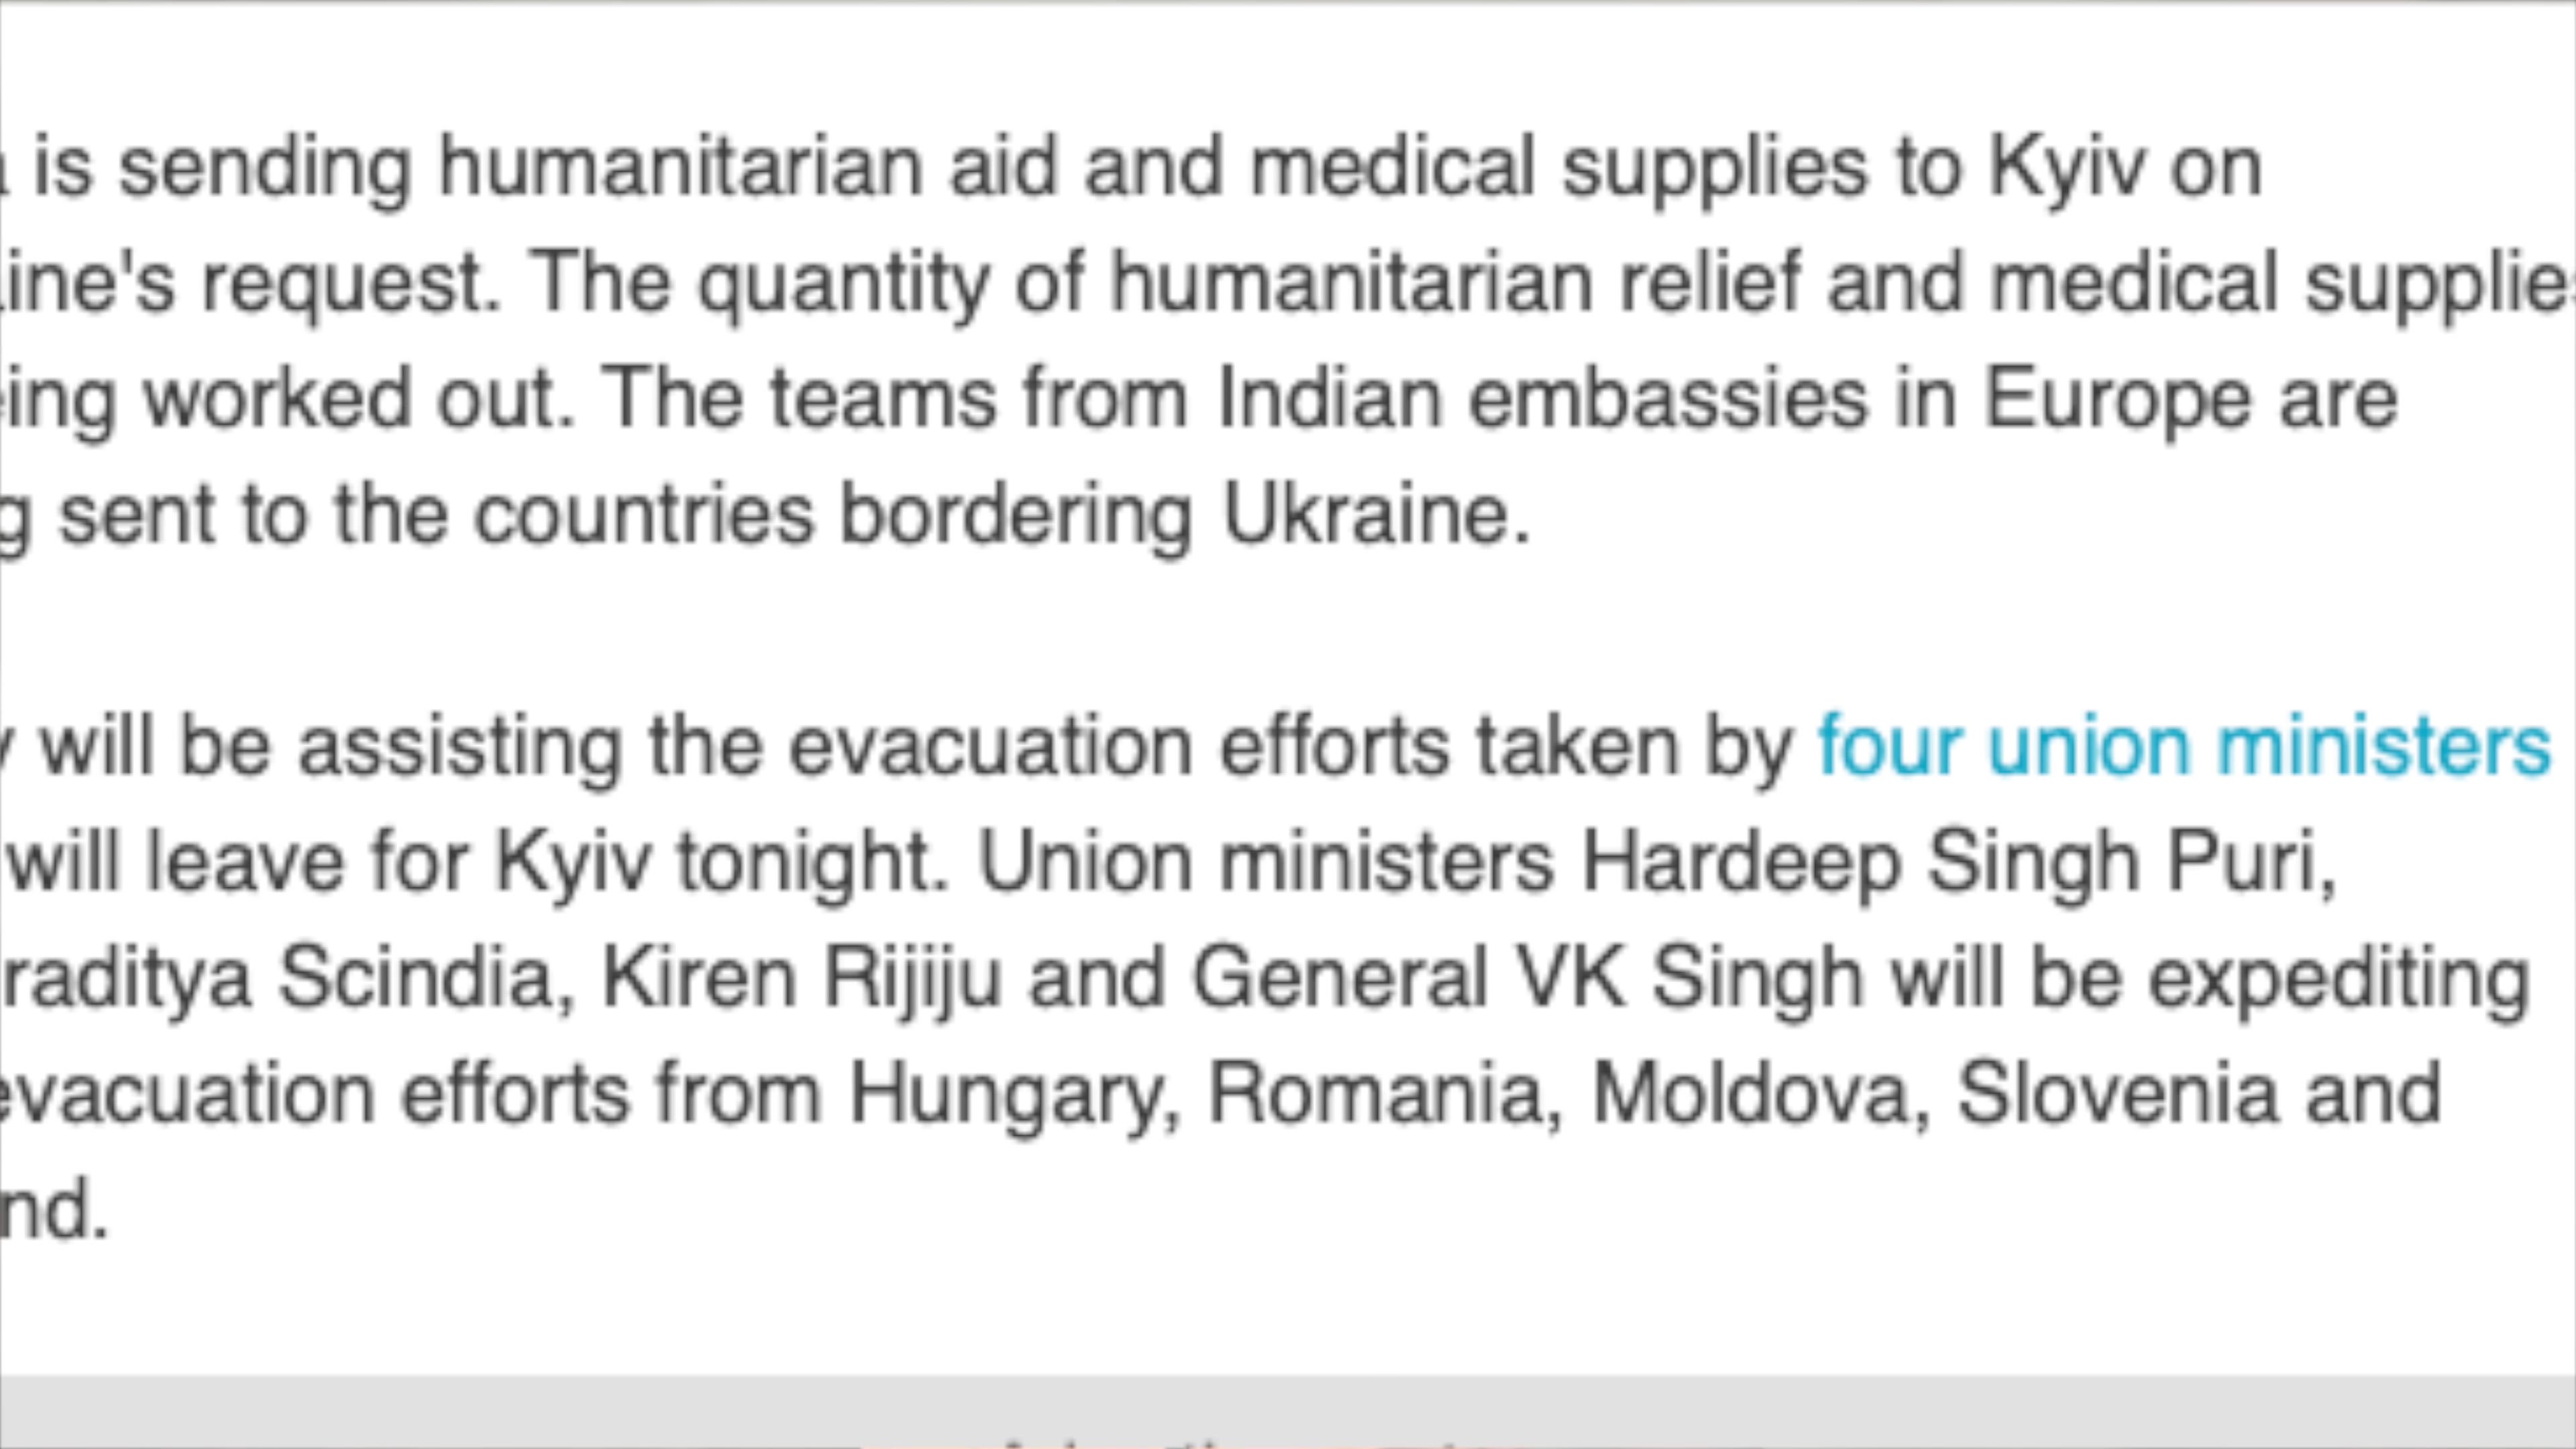 is sending humanitarian aid and medical supplies to Kyiv on
ine's request. The quantity of humanitarian relief and medical supplie
ing worked out. The teams from Indian embassies in Europe are
g sent to the countries bordering Ukraine.
y will be assisting the evacuation efforts taken by four union ministers
will leave for Kyiv tonight. Union ministers Hardeep Singh Puri,
raditya Scindia, Kiren Rijiju and General VK Singh will be expediting
evacuation efforts from Hungary, Romania, Moldova, Slovenia and
nd.